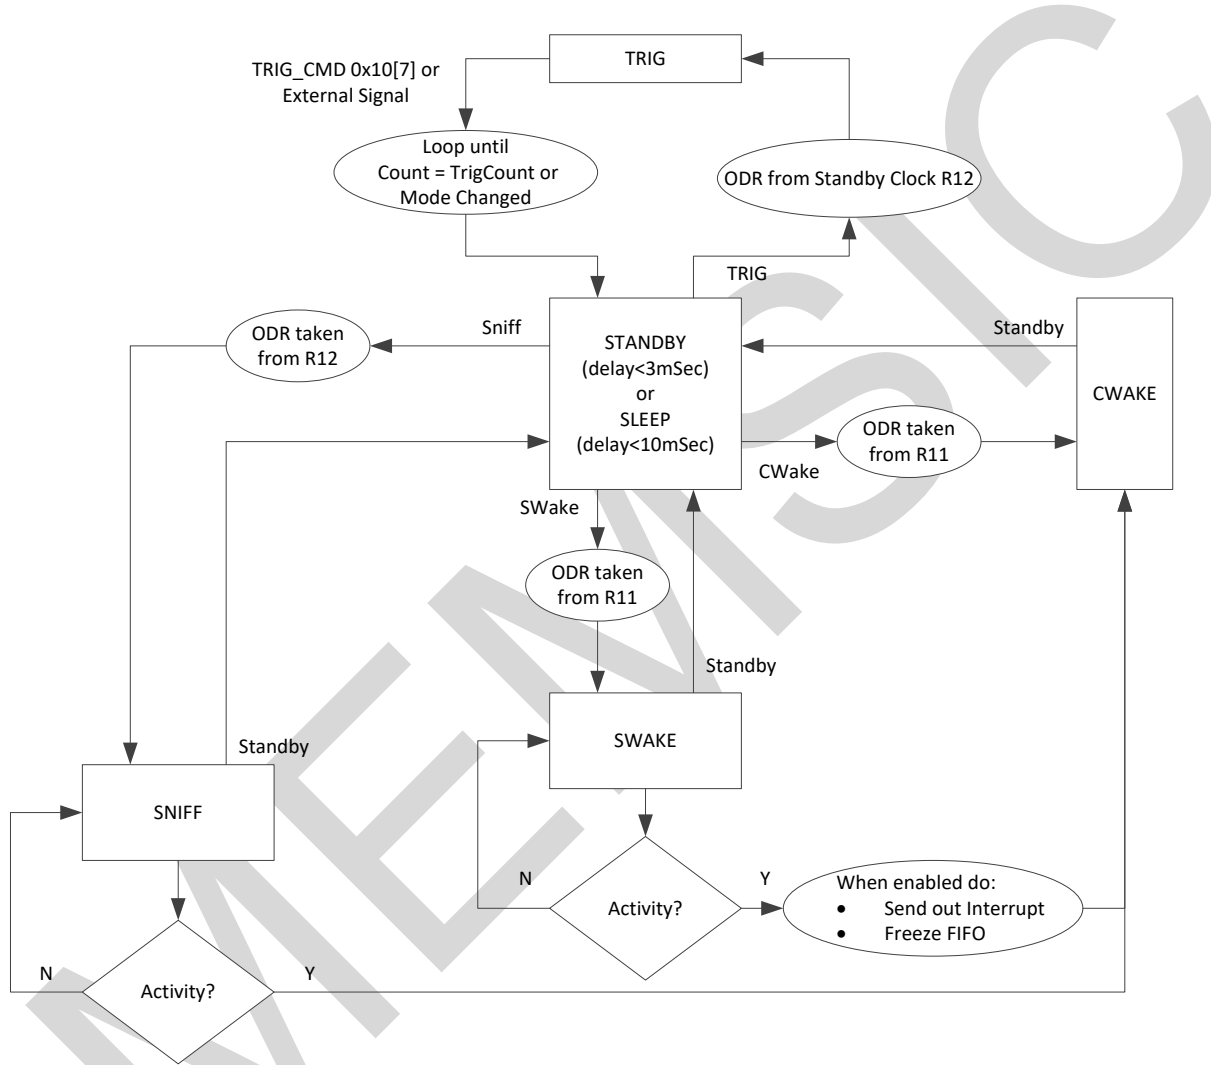 TRIG
TRIG_CMD 0x10[7] or
External Signal
Loop until
Count = TrigCount or
Mode Changed
ODR from Standby Clock R12
TRIG
Sniff
ODR taken
from R12
STANDBY
(delay<3mSec)
or
SLEEP
(delay<10mSec)
Standby
CWAKE
ODR taken
from R11
CWake
SWake
ODR taken
from R11
Standby
SWAKE
Standby
SNIFF
N
Activity?
Y
When enabled do:
• Send out Interrupt
• Freeze FIFO
N
Activity?
Y
MEMSIC